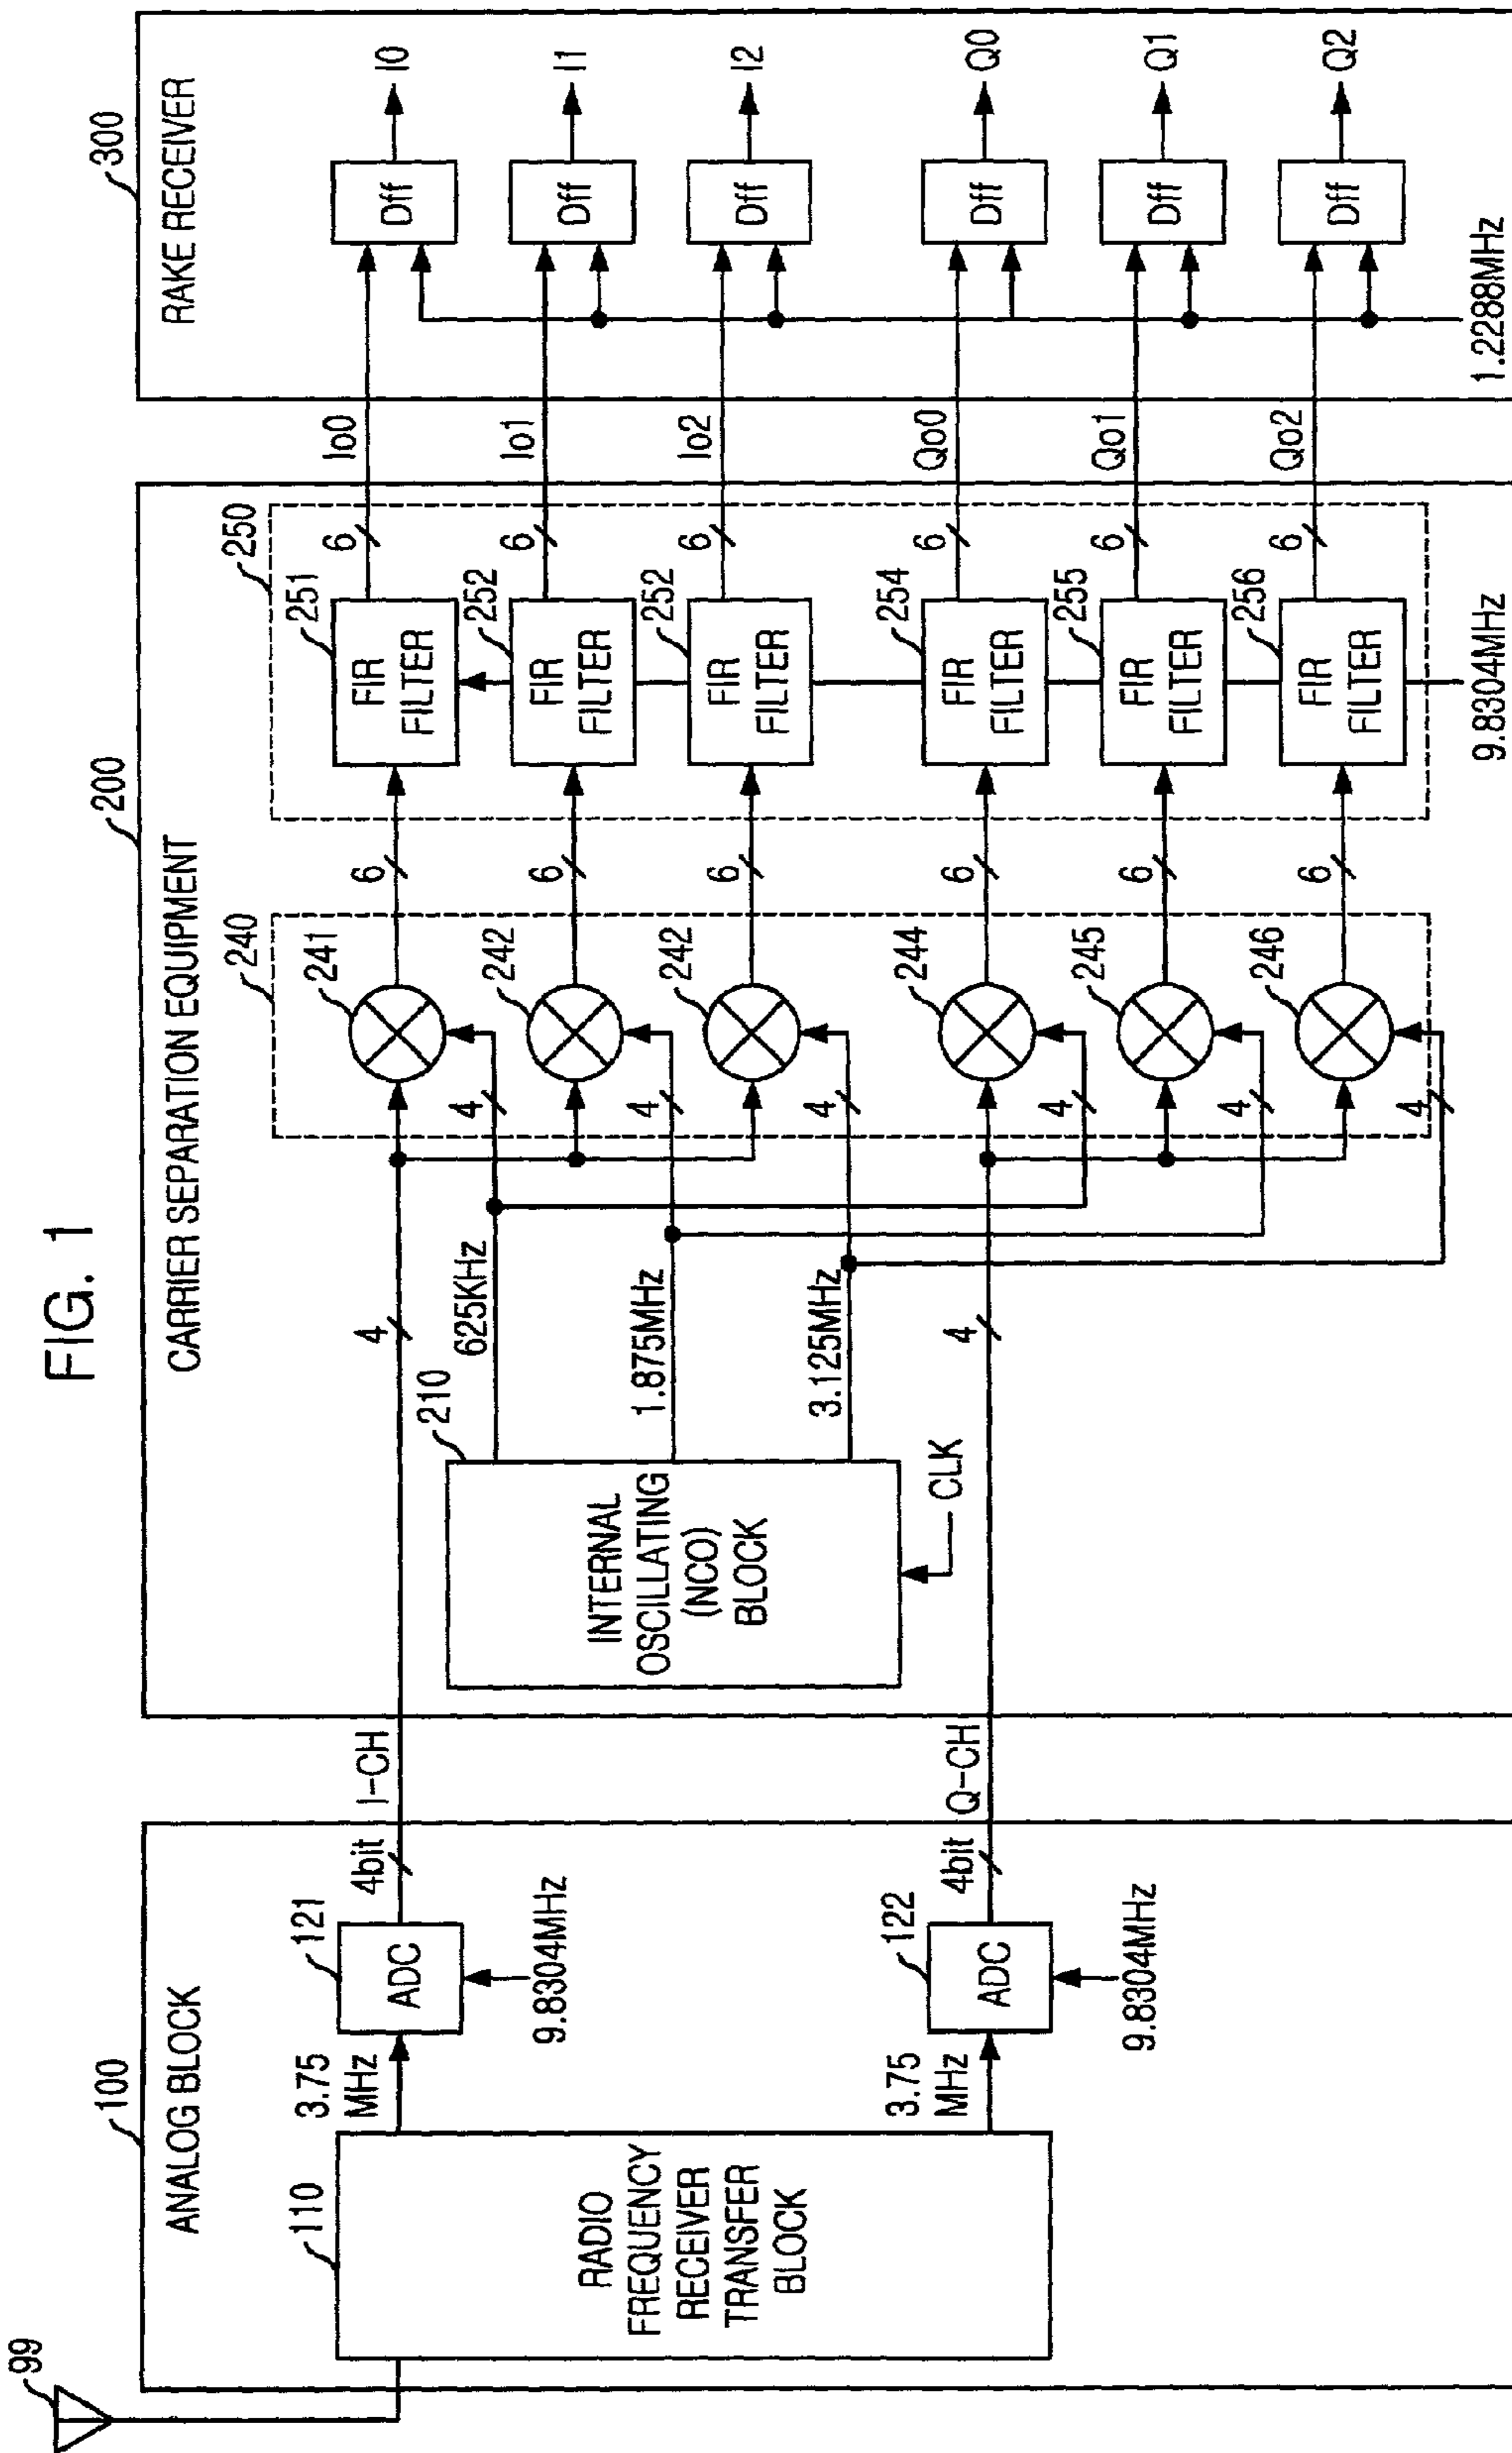 FIG. 1
99
100
ANALOG BLOCK
110
RADIO
FREQUENCY
RECEIVER
TRANSFER
BLOCK
3.75
MHz
121
ADC
9.8304MHz
4bit
I-CH
3.75
MHz
122
ADC
9.8304MHz
4bit
Q-CH
200
CARRIER SEPARATION EQUIPMENT
210
INTERNAL
OSCILLATING
(NCO)
BLOCK
CLK
4
625KHz
1.875MHz
3.125MHz
4
240
241
4
242
4
242
4
244
4
245
4
246
4
6
6
6
6
6
6
250
251
FIR
FILTER
252
FIR
FILTER
252
FIR
FILTER
254
FIR
FILTER
255
FIR
FILTER
256
FIR
FILTER
9.8304MHz
6
6
6
6
6
6
Io0
Io1
Io2
Qo0
Qo1
Qo2
300
RAKE RECEIVER
Dff
I0
Dff
I1
Dff
I2
Dff
Q0
Dff
Q1
Dff
Q2
1.2288MHz